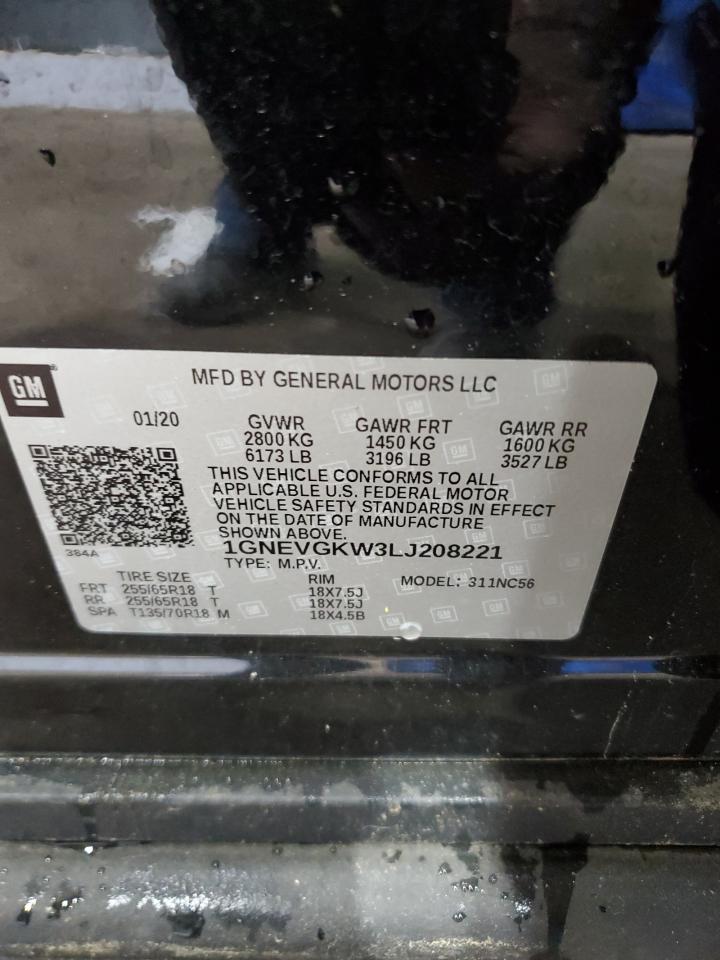 GM
MFD BY GENERAL MOTORS LLC
01/20
GVWR GAWR FRT GAWR RR
2800 KG 1450 KG 1600 KG
6173 LB 3196 LB 3527 LB
THIS VEHICLE CONFORMS TO ALL
APPLICABLE U.S. FEDERAL MOTOR
VEHICLE SAFETY STANDARDS IN EFFECT
ON THE DATE OF MANUFACTURE
SHOWN ABOVE.
384A
1GNEVGKW3LJ208221
TYPE: M.P.V.
TIRE SIZE RIM MODEL: 311NC56
FRT 255/65R18 T 18X7.5J
RR 255/65R18 T 18X7.5J
SPA T135/70R18 M 18X4.5B